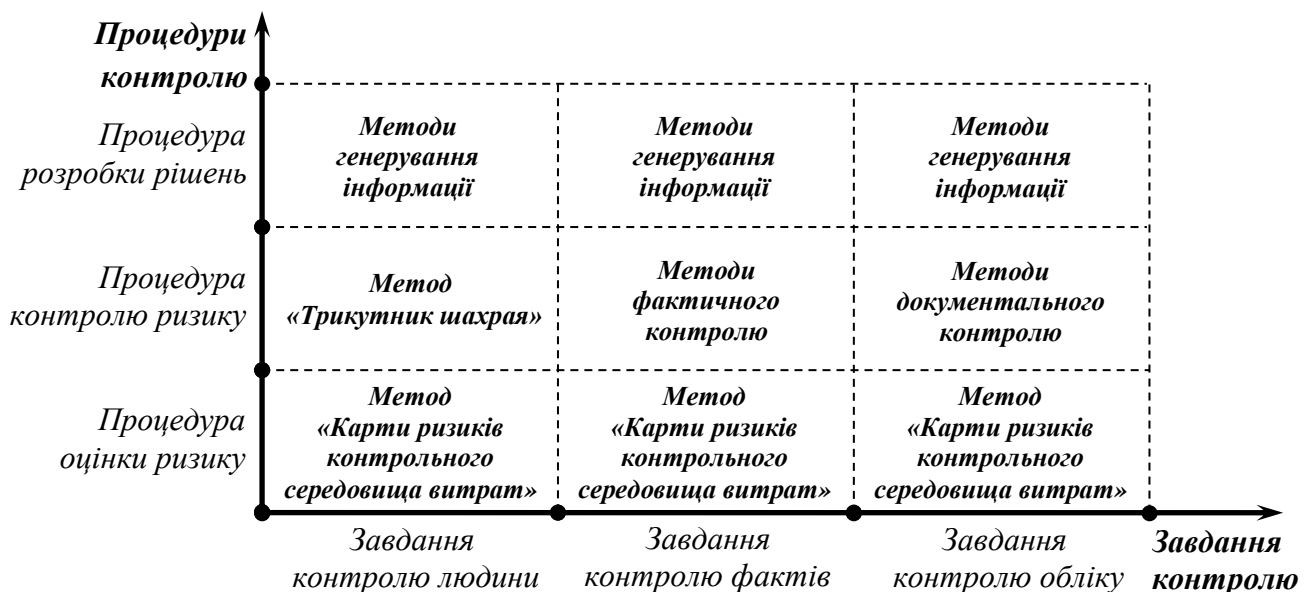 Процедури
контролю
Процедура
розробки рішень
Методи
генерування
інформації
Методи
генерування
інформації
Методи
генерування
інформації
Процедура
контролю ризику
Метод
«Трикутник шахрая»
Методи
фактичного
контролю
Методи
документального
контролю
Процедура
оцінки ризику
Метод
«Карти ризиків
контрольного
середовища витрат»
Метод
«Карти ризиків
контрольного
середовища витрат»
Метод
«Карти ризиків
контрольного
середовища витрат»
Завдання
контролю людини
Завдання
контролю фактів
Завдання
контролю обліку
Завдання
контролю